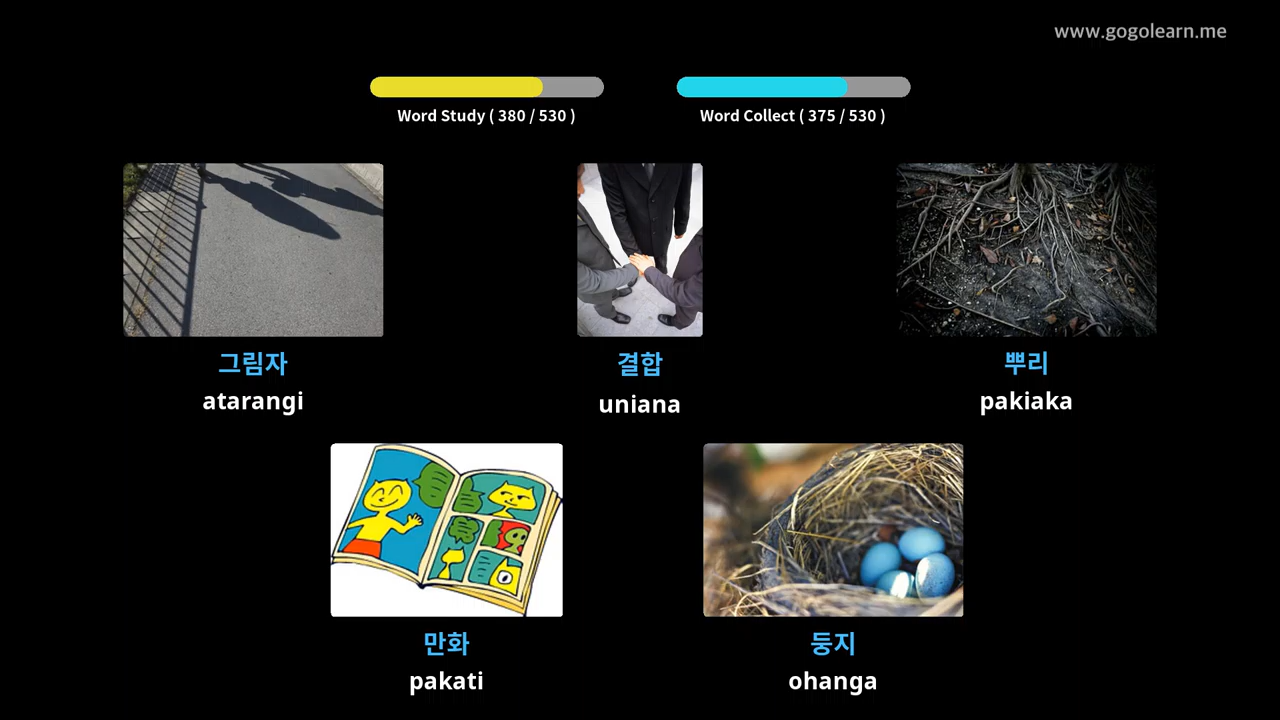 www.gogolearn.me
Word Study ( 380 / 530 )
Word Collect ( 375 / 530 )
그림자
atarangi
결합
uniana
뿌리
pakiaka
만화
pakati
둥지
ohanga